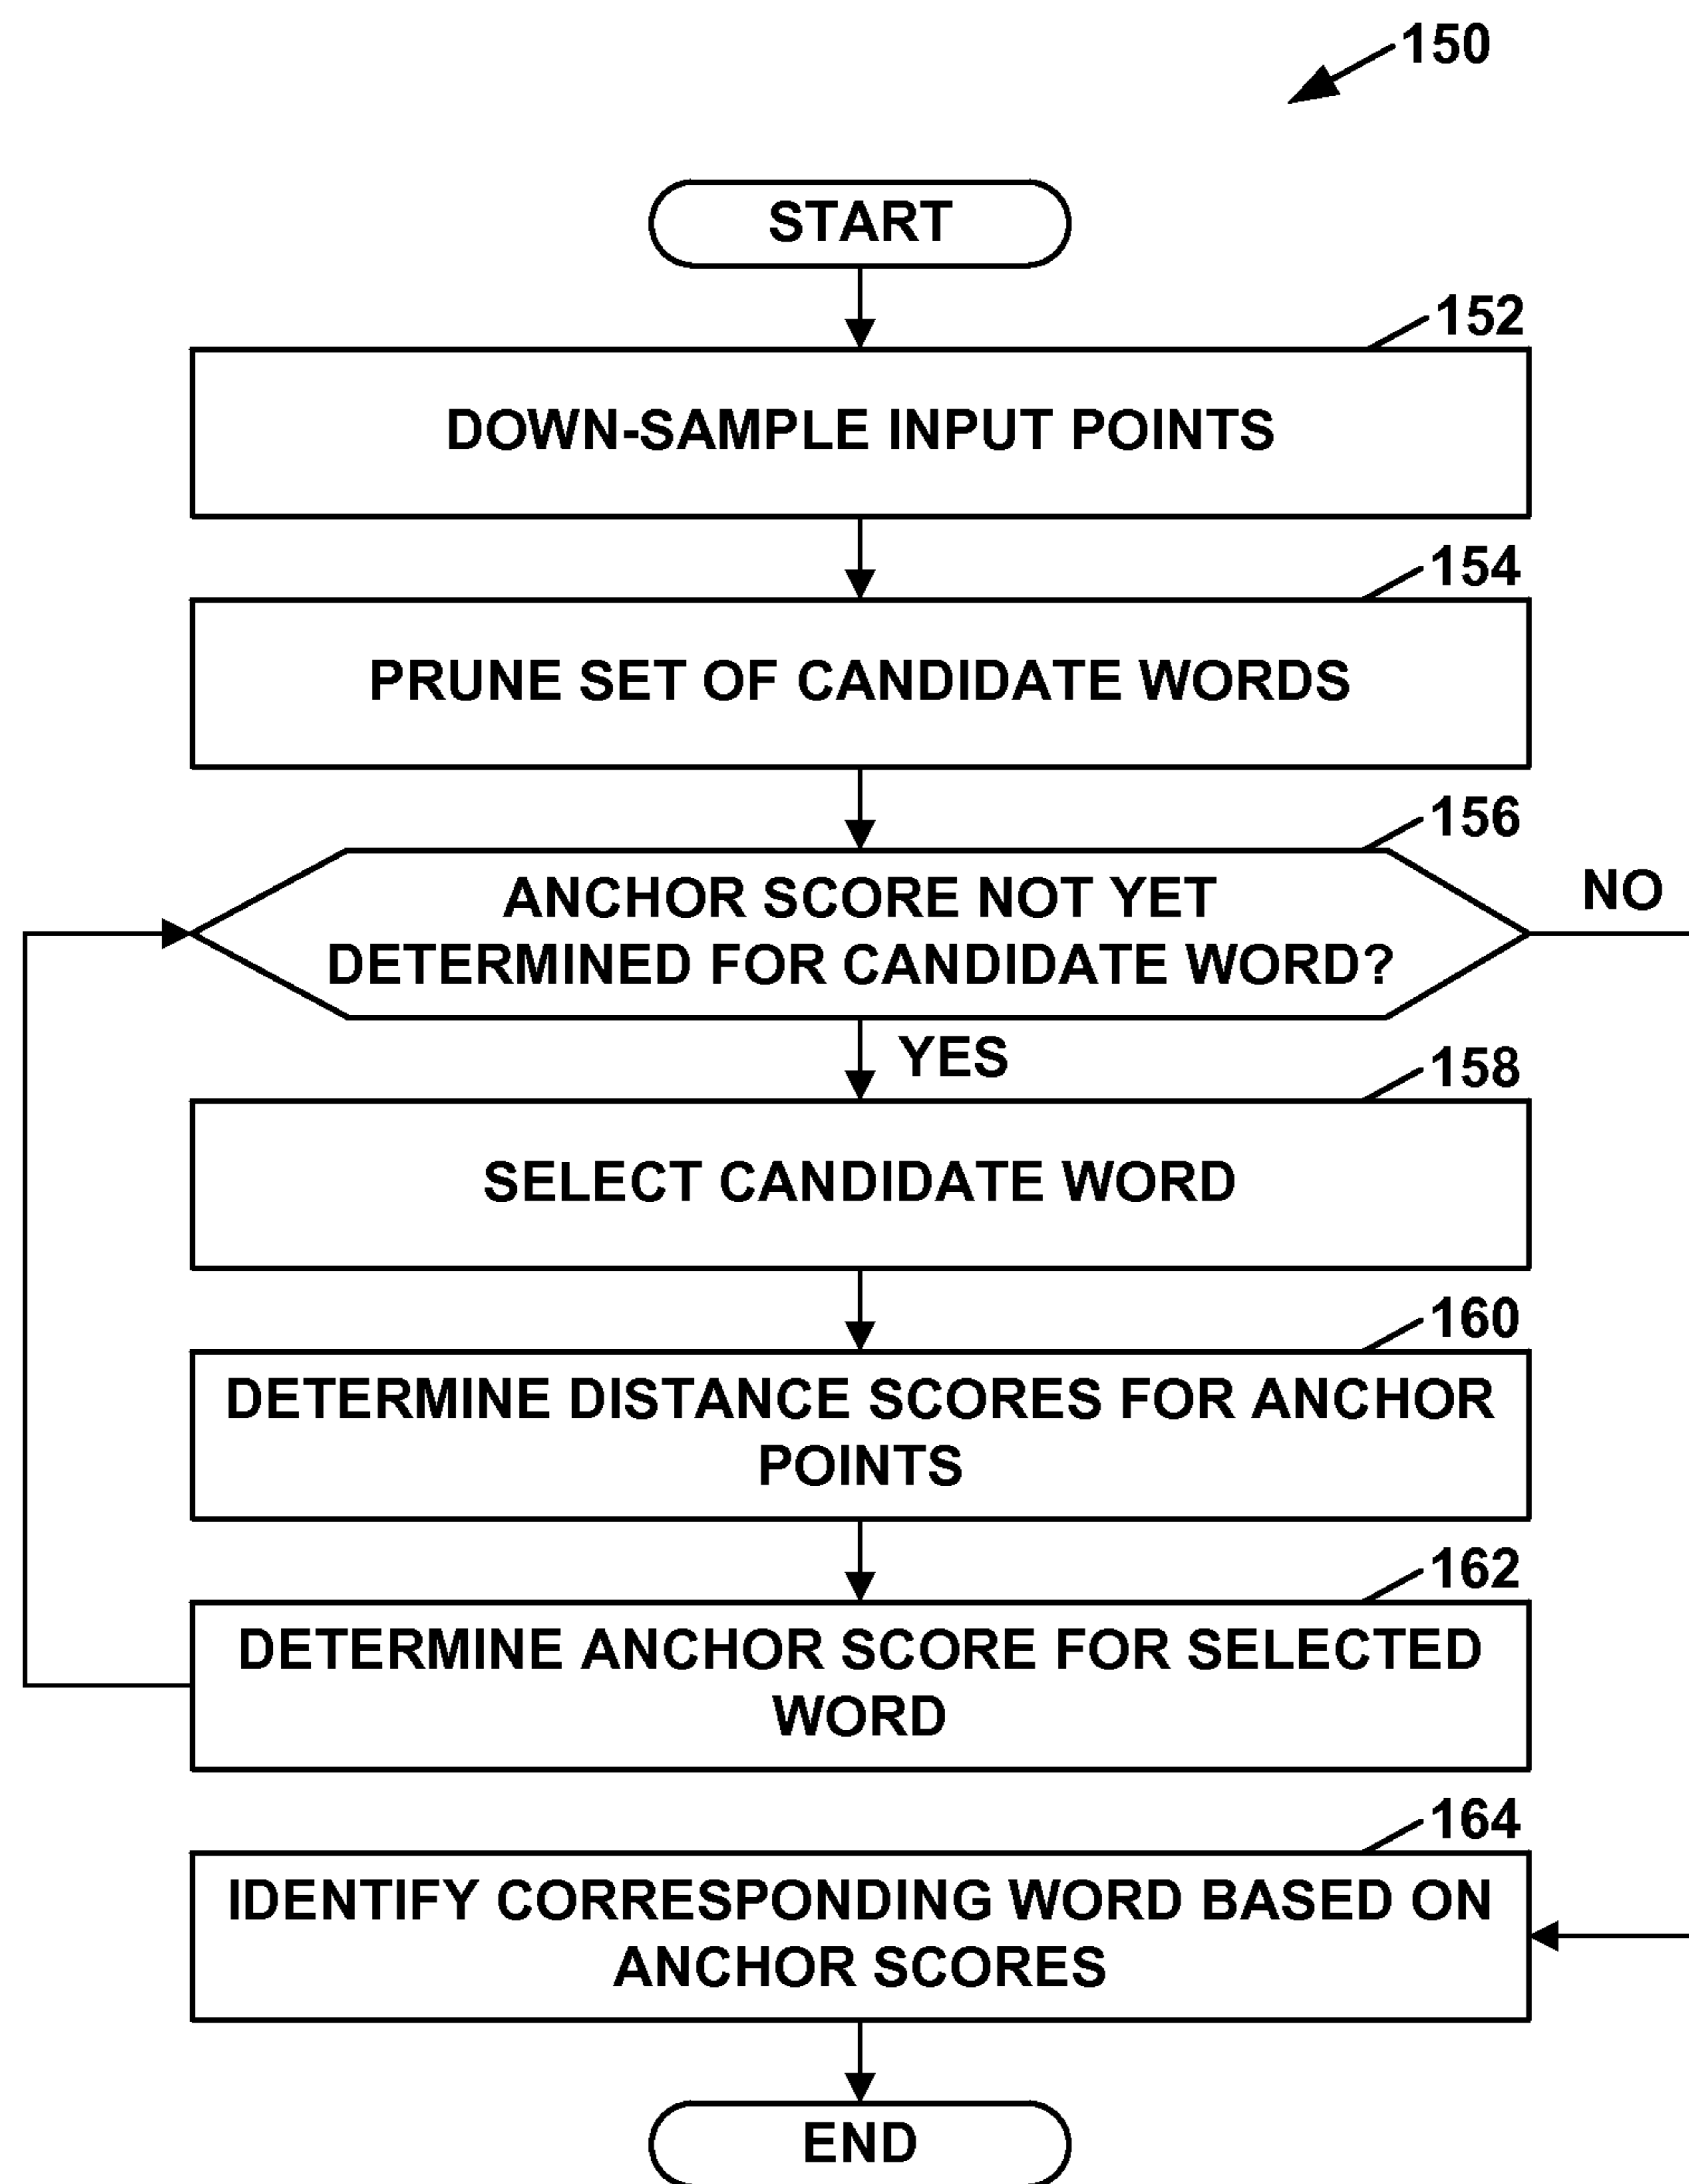 150
START
152
DOWN-SAMPLE INPUT POINTS
154
PRUNE SET OF CANDIDATE WORDS
156
ANCHOR SCORE NOT YET
DETERMINED FOR CANDIDATE WORD?
NO
YES
158
SELECT CANDIDATE WORD
160
DETERMINE DISTANCE SCORES FOR ANCHOR
POINTS
162
DETERMINE ANCHOR SCORE FOR SELECTED
WORD
164
IDENTIFY CORRESPONDING WORD BASED ON
ANCHOR SCORES
END